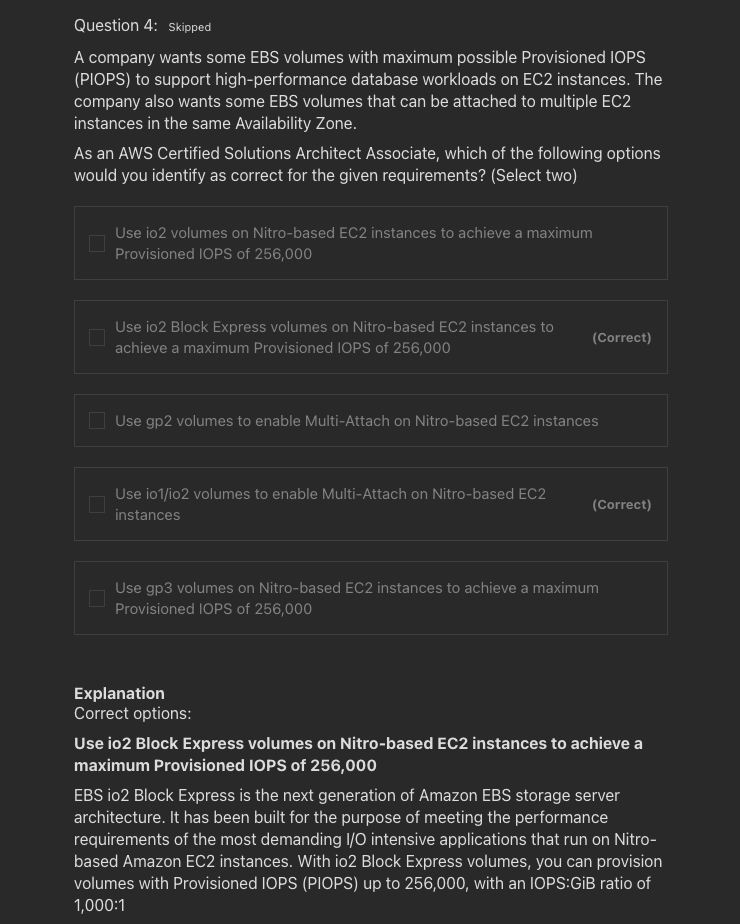 Question 4: Skipped
A company wants some EBS volumes with maximum possible Provisioned IOPS
(PIOPS) to support high-performance database workloads on EC2 instances. The
company also wants some EBS volumes that can be attached to multiple EC2
instances in the same Availability Zone.
As an AWS Certified Solutions Architect Associate, which of the following options
would you identify as correct for the given requirements? (Select two)
Use io2 volumes on Nitro-based EC2 instances to achieve a maximum
Provisioned IOPS of 256,000
Use io2 Block Express volumes on Nitro-based EC2 instances to
achieve a maximum Provisioned IOPS of 256,000
(Correct)
Use gp2 volumes to enable Multi-Attach on Nitro-based EC2 instances
Use io1/io2 volumes to enable Multi-Attach on Nitro-based EC2
instances
(Correct)
Use gp3 volumes on Nitro-based EC2 instances to achieve a maximum
Provisioned IOPS of 256,000
Explanation
Correct options:
Use io2 Block Express volumes on Nitro-based EC2 instances to achieve a
maximum Provisioned IOPS of 256,000
EBS io2 Block Express is the next generation of Amazon EBS storage server
architecture. It has been built for the purpose of meeting the performance
requirements of the most demanding I/O intensive applications that run on Nitro-
based Amazon EC2 instances. With io2 Block Express volumes, you can provision
volumes with Provisioned IOPS (PIOPS) up to 256,000, with an IOPS:GiB ratio of
1,000:1